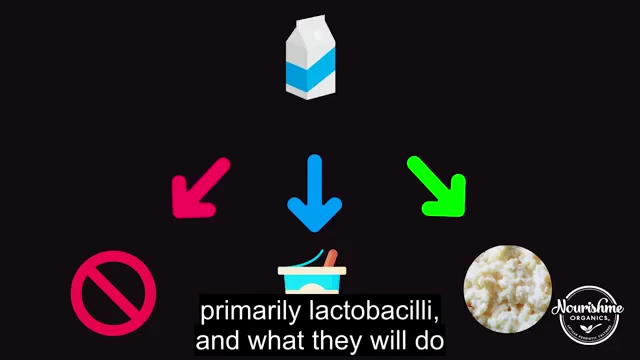 primarily lactobacilli,
and what they will do
Nourishme
ORGANICS